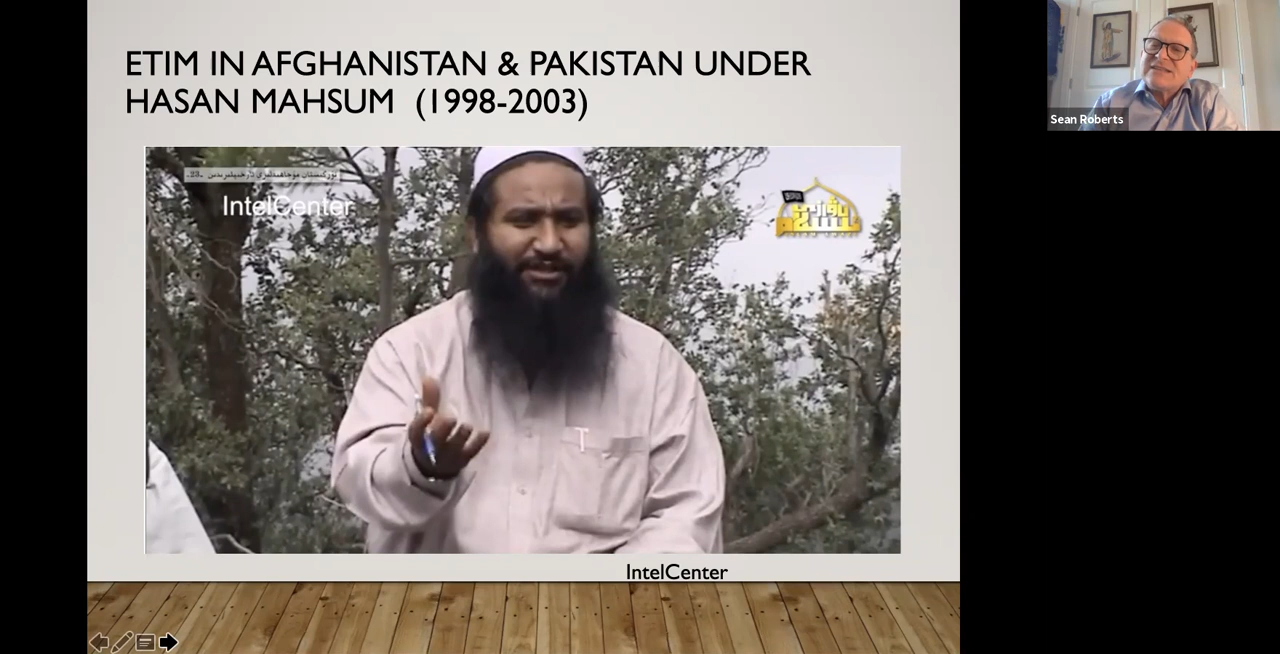 ETIM IN AFGHANISTAN & PAKISTAN UNDER
HASAN MAHSUM (1998-2003)
IntelCenter
IntelCenter
Sean Roberts